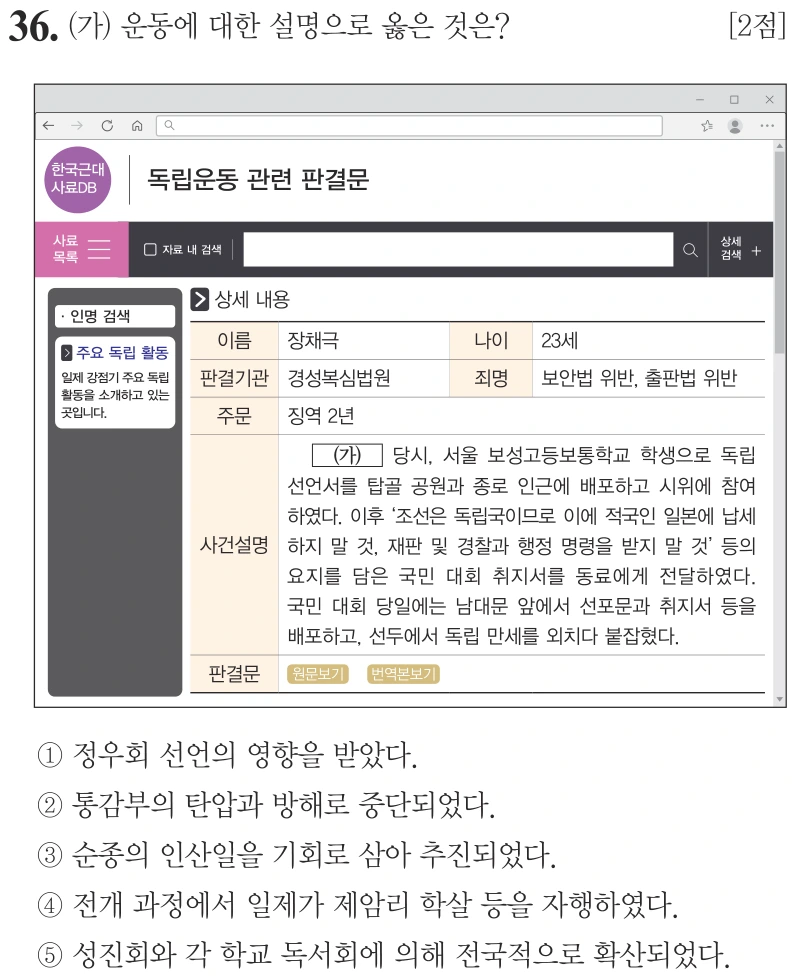 36. (가) 운동에 대한 설명으로 옳은 것은? [2점]
한국근대
사료DB
독립운동 관련 판결문
사료
목록
자료 내 검색
상세
검색 +
· 인명 검색
주요 독립 활동
일제 강점기 주요 독립
활동을 소개하고 있는
곳입니다.
상세 내용
이름 장채극 나이 23세
판결기관 경성복심법원 죄명 보안법 위반, 출판법 위반
주문 징역 2년
사건설명
(가) 당시, 서울 보성고등보통학교 학생으로 독립
선언서를 탑골 공원과 종로 인근에 배포하고 시위에 참여
하였다. 이후 ‘조선은 독립국이므로 이에 적국인 일본에 납세
하지 말 것, 재판 및 경찰과 행정 명령을 받지 말 것’ 등의
요지를 담은 국민 대회 취지서를 동료에게 전달하였다.
국민 대회 당일에는 남대문 앞에서 선포문과 취지서 등을
배포하고, 선두에서 독립 만세를 외치다 붙잡혔다.
판결문 원문보기 번역본보기
① 정우회 선언의 영향을 받았다.
② 통감부의 탄압과 방해로 중단되었다.
③ 순종의 인산일을 기회로 삼아 추진되었다.
④ 전개 과정에서 일제가 제암리 학살 등을 자행하였다.
⑤ 성진회와 각 학교 독서회에 의해 전국적으로 확산되었다.